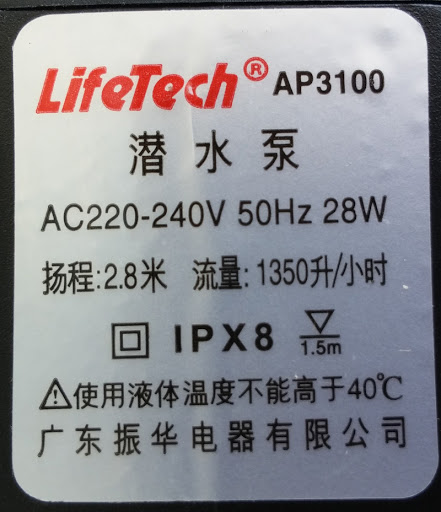 LifeTech® AP3100
潜水泵
AC220-240V 50Hz 28W
扬程:2.8米 流量:1350升/小时
IPX8 1.5m
⚠使用液体温度不能高于40℃
广东振华电器有限公司